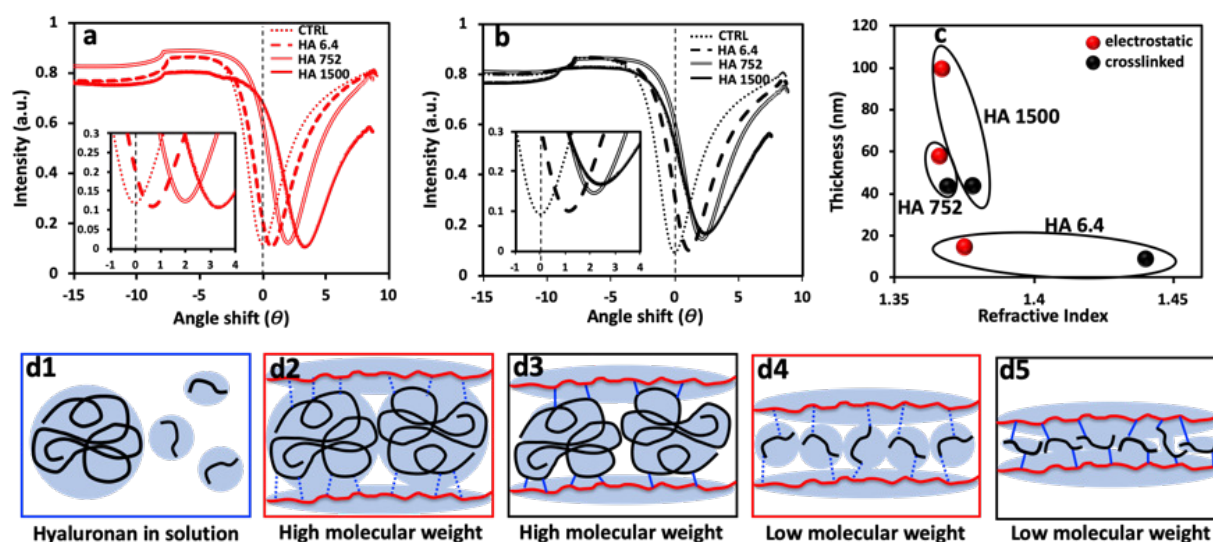 a
CTRL
HA 6.4
HA 752
HA 1500
Intensity (a.u.)
1
0.8
0.6
0.4
0.2
0
-15
-10
-5
0
5
10
Angle shift (θ)
0.3
0.25
0.2
0.15
0.1
0.05
0
-1
0
1
2
3
4
b
CTRL
HA 6.4
HA 752
HA 1500
Intensity (a.u.)
1
0.8
0.6
0.4
0.2
0
-15
-10
-5
0
5
10
Angle shift (θ)
0.3
0.25
0.2
0.15
0.1
0.05
0
-1
0
1
2
3
4
c
electrostatic
crosslinked
Thickness (nm)
120
100
80
60
40
20
0
HA 1500
HA 752
HA 6.4
1.35
1.4
1.45
Refractive Index
d1
Hyaluronan in solution
d2
High molecular weight
d3
High molecular weight
d4
Low molecular weight
d5
Low molecular weight